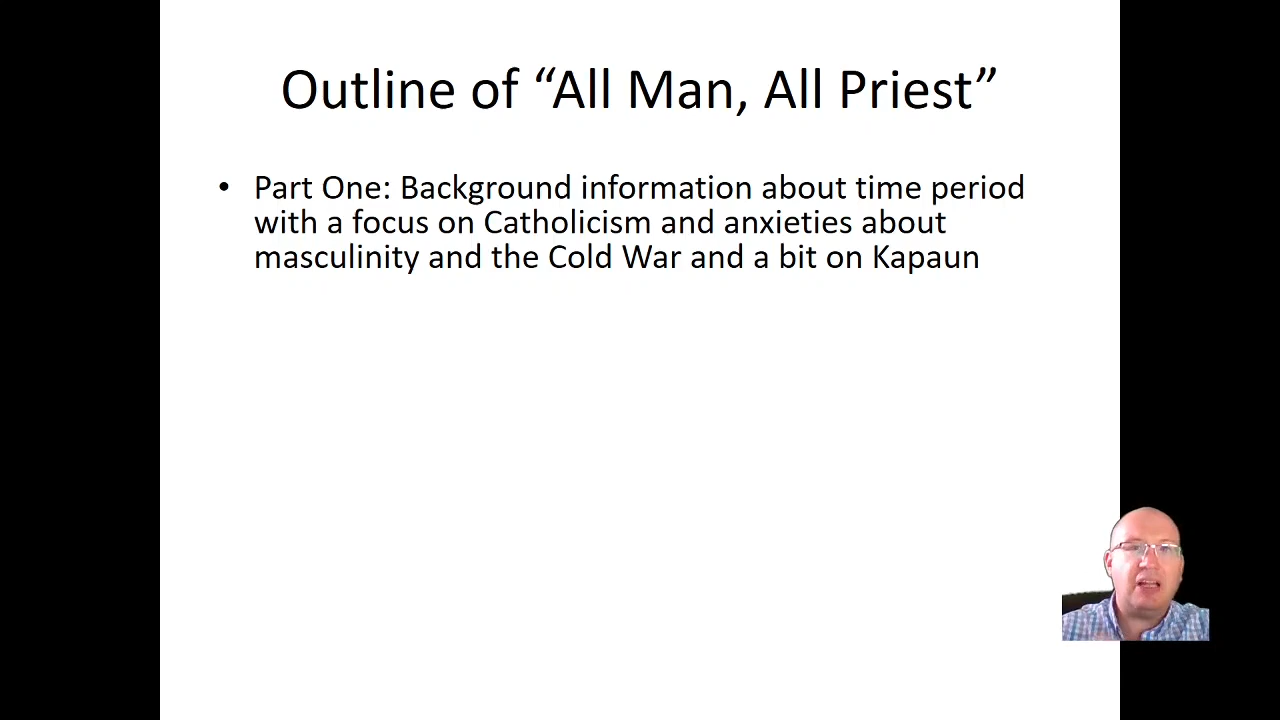 Outline of “All Man, All Priest”
• Part One: Background information about time period
with a focus on Catholicism and anxieties about
masculinity and the Cold War and a bit on Kapaun